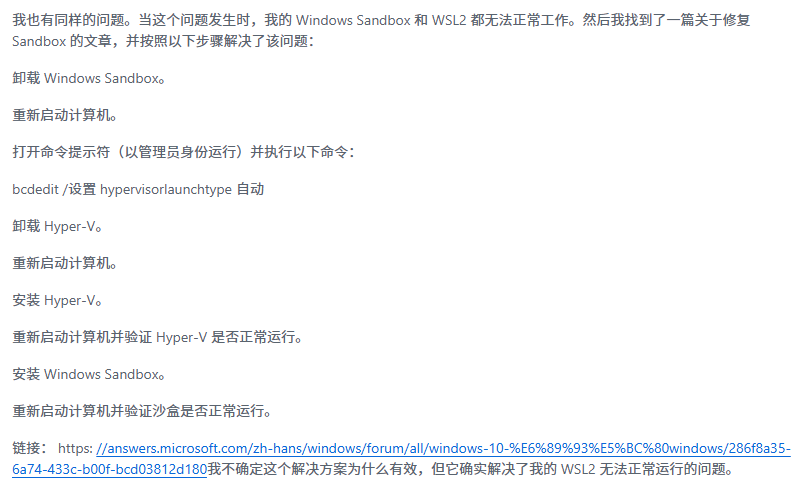 我也有同样的问题。当这个问题发生时，我的 Windows Sandbox 和 WSL2 都无法正常工作。然后我找到了一篇关于修复
Sandbox 的文章，并按照以下步骤解决了该问题：
卸载 Windows Sandbox。
重新启动计算机。
打开命令提示符（以管理员身份运行）并执行以下命令：
bcdedit /设置 hypervisorlaunchtype 自动
卸载 Hyper-V。
重新启动计算机。
安装 Hyper-V。
重新启动计算机并验证 Hyper-V 是否正常运行。
安装 Windows Sandbox。
重新启动计算机并验证沙盒是否正常运行。
链接： https: //answers.microsoft.com/zh-hans/windows/forum/all/windows-10-%E6%89%93%E5%BC%80windows/286f8a35-
6a74-433c-b00f-bcd03812d180我不确定这个解决方案为什么有效，但它确实解决了我的 WSL2 无法正常运行的问题。